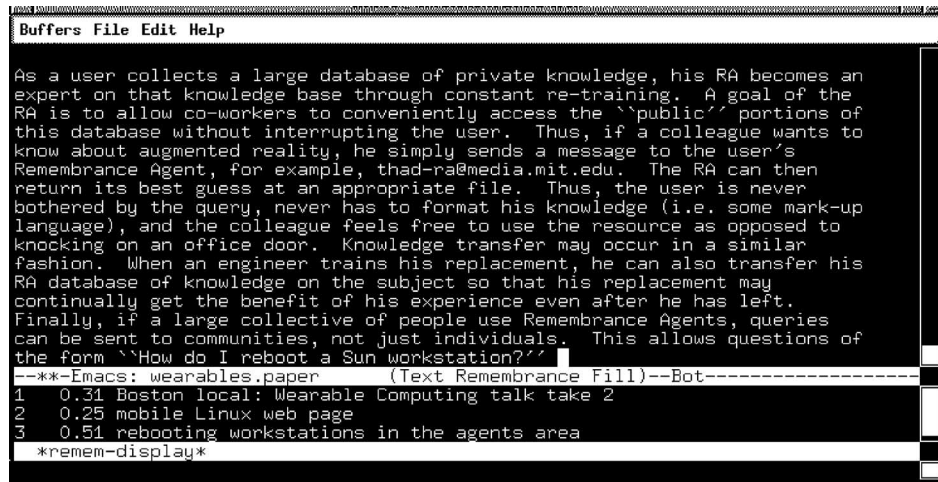 Buffers File Edit Help
As a user collects a large database of private knowledge, his RA becomes an
expert on that knowledge base through constant re-training.  A goal of the
RA is to allow co-workers to conveniently access the ``public'' portions of
this database without interrupting the user.  Thus, if a colleague wants to
know about augmented reality, he simply sends a message to the user's
Remembrance Agent, for example, thad-ra@media.mit.edu.  The RA can then
return its best guess at an appropriate file.  Thus, the user is never
bothered by the query, never has to format his knowledge (i.e. some mark-up
language), and the colleague feels free to use the resource as opposed to
knocking on an office door.  Knowledge transfer may occur in a similar
fashion.  When an engineer trains his replacement, he can also transfer his
RA database of knowledge on the subject so that his replacement may
continually get the benefit of his experience even after he has left.
Finally, if a large collective of people use Remembrance Agents, queries
can be sent to communities, not just individuals.  This allows questions of
the form ``How do I reboot a Sun workstation?''
--**-Emacs: wearables.paper      (Text Remembrance Fill)--Bot-------------------
1   0.31 Boston local: Wearable Computing talk take 2
2   0.25 mobile Linux web page
3   0.51 rebooting workstations in the agents area
*remem-display*